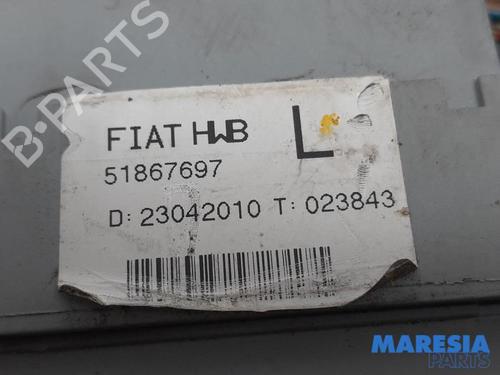 B-PARTS
FIAT HWB L
51867697
D: 23042010 T: 023843
MARESIA
PARTS